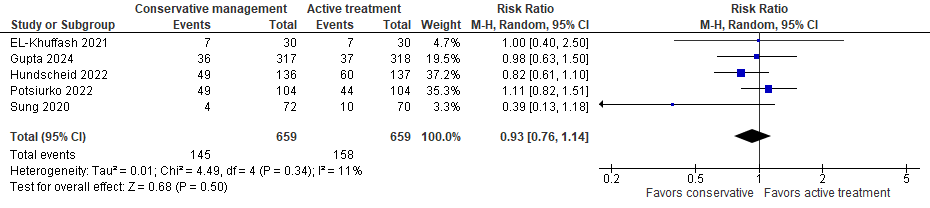 Conservative management Active treatment Risk Ratio Risk Ratio
Study or Subgroup Events Total Events Total Weight M-H, Random, 95% CI M-H, Random, 95% CI
EL-Khuffash 2021 7 30 7 30 4.7% 1.00 [0.40, 2.50]
Gupta 2024 36 317 37 318 19.5% 0.98 [0.63, 1.50]
Hundscheid 2022 49 136 60 137 37.2% 0.82 [0.61, 1.10]
Potsiurko 2022 49 104 44 104 35.3% 1.11 [0.82, 1.51]
Sung 2020 4 72 10 70 3.3% 0.39 [0.13, 1.18]
Total (95% CI) 659 659 100.0% 0.93 [0.76, 1.14]
Total events 145 158
Heterogeneity: Tau² = 0.01; Chi² = 4.49, df = 4 (P = 0.34); I² = 11%
Test for overall effect: Z = 0.68 (P = 0.50)
0.2 0.5 1 2 5
Favors conservative Favors active treatment